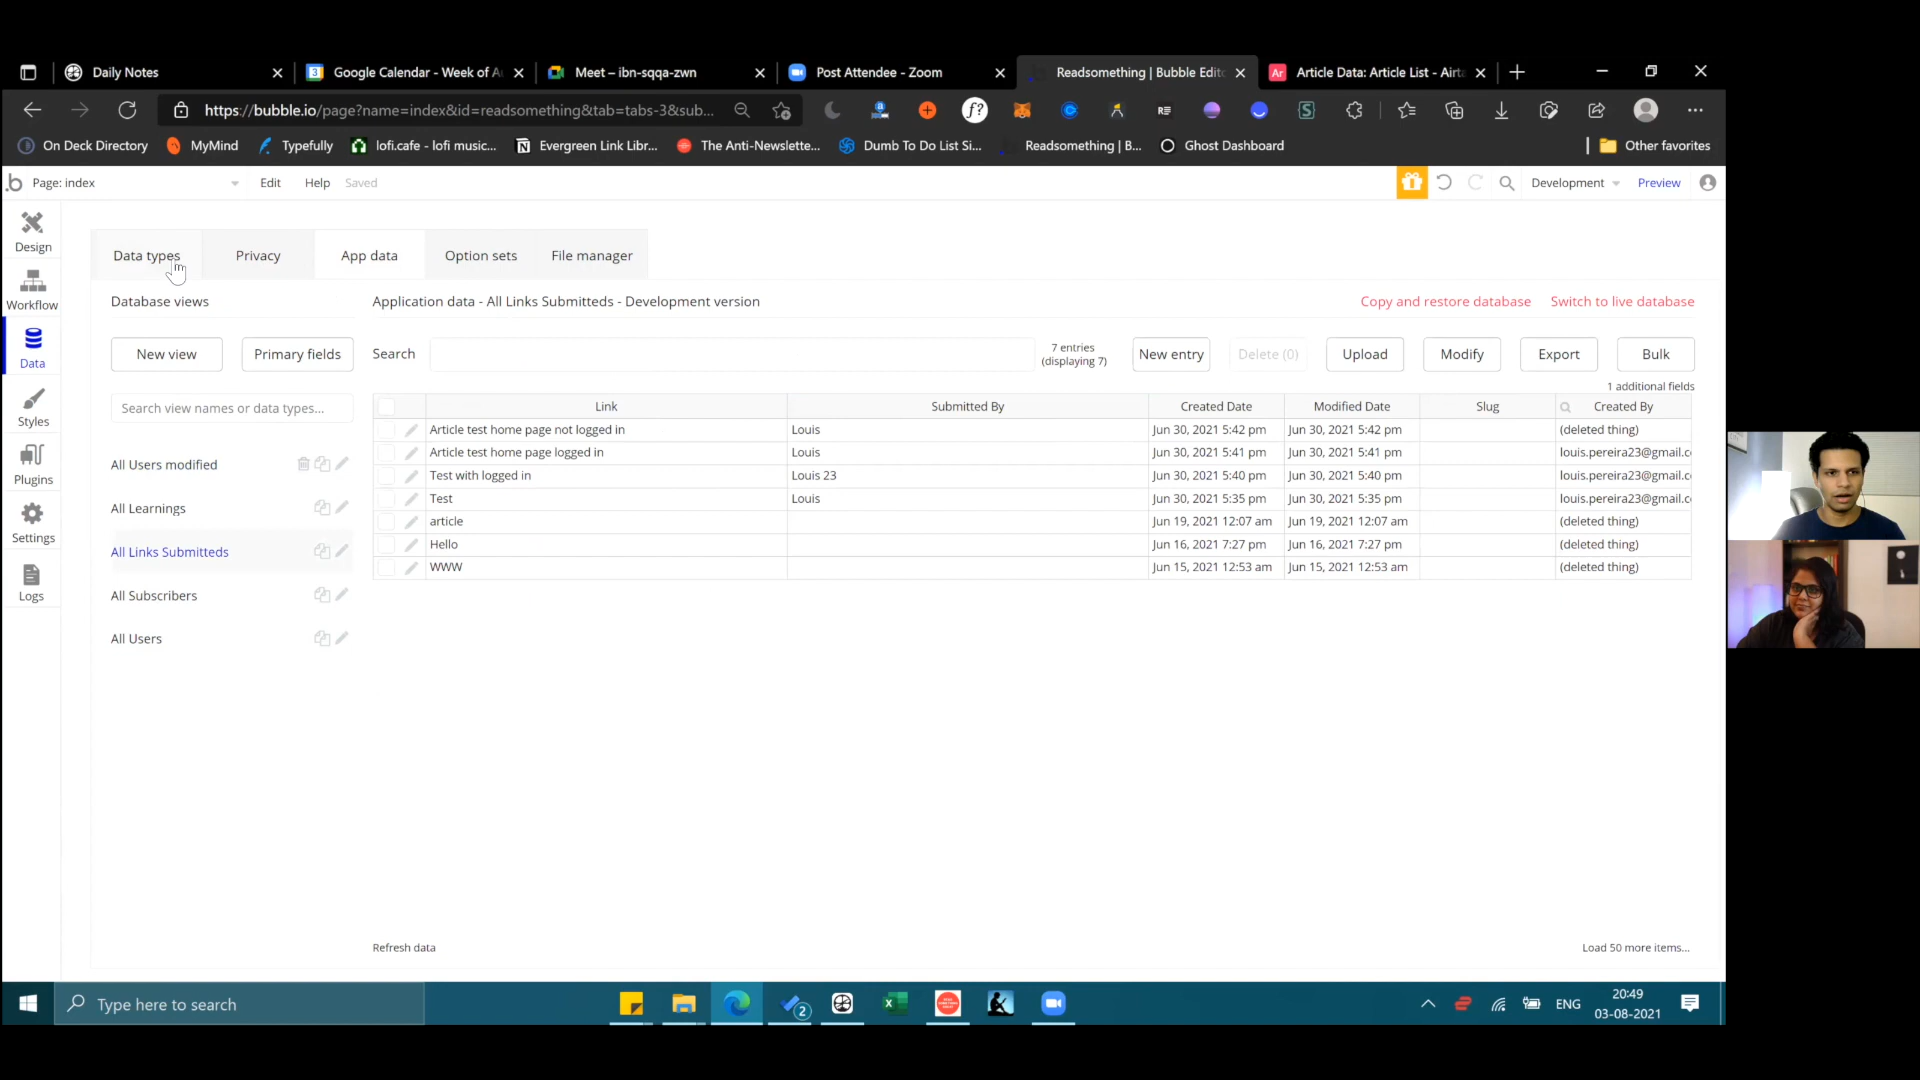 Daily Notes
Google Calendar - Week of A
Meet – ibn-sqqa-zwn
Post Attendee - Zoom
Readsomething | Bubble Edit
Article Data: Article List - Airt
https://bubble.io/page?name=index&id=readsomething&tab=tabs-3&sub...
On Deck Directory
MyMind
Typefully
lofi.cafe - lofi music...
Evergreen Link Libr...
The Anti-Newslette...
Dumb To Do List Si...
Readsomething | B...
Ghost Dashboard
Other favorites
Page: index
Edit
Help
Saved
Development
Preview
Design
Workflow
Data
Styles
Plugins
Settings
Logs
Data types
Privacy
App data
Option sets
File manager
Database views
Application data - All Links Submitteds - Development version
Copy and restore database
Switch to live database
New view
Primary fields
Search
7 entries
(displaying 7)
New entry
Delete (0)
Upload
Modify
Export
Bulk
1 additional fields
Search view names or data types...
All Users modified
All Learnings
All Links Submitteds
All Subscribers
All Users
Link Submitted By Created Date Modified Date Slug Created By
Article test home page not logged in Louis Jun 30, 2021 5:42 pm Jun 30, 2021 5:42 pm (deleted thing)
Article test home page logged in Louis Jun 30, 2021 5:41 pm Jun 30, 2021 5:41 pm louis.pereira23@gmail.c
Test with logged in Louis 23 Jun 30, 2021 5:40 pm Jun 30, 2021 5:40 pm louis.pereira23@gmail.c
Test Louis Jun 30, 2021 5:35 pm Jun 30, 2021 5:35 pm louis.pereira23@gmail.c
article Jun 19, 2021 12:07 am Jun 19, 2021 12:07 am (deleted thing)
Hello Jun 16, 2021 7:27 pm Jun 16, 2021 7:27 pm (deleted thing)
WWW Jun 15, 2021 12:53 am Jun 15, 2021 12:53 am (deleted thing)
Refresh data
Load 50 more items...
Type here to search
2
ENG
20:49
03-08-2021